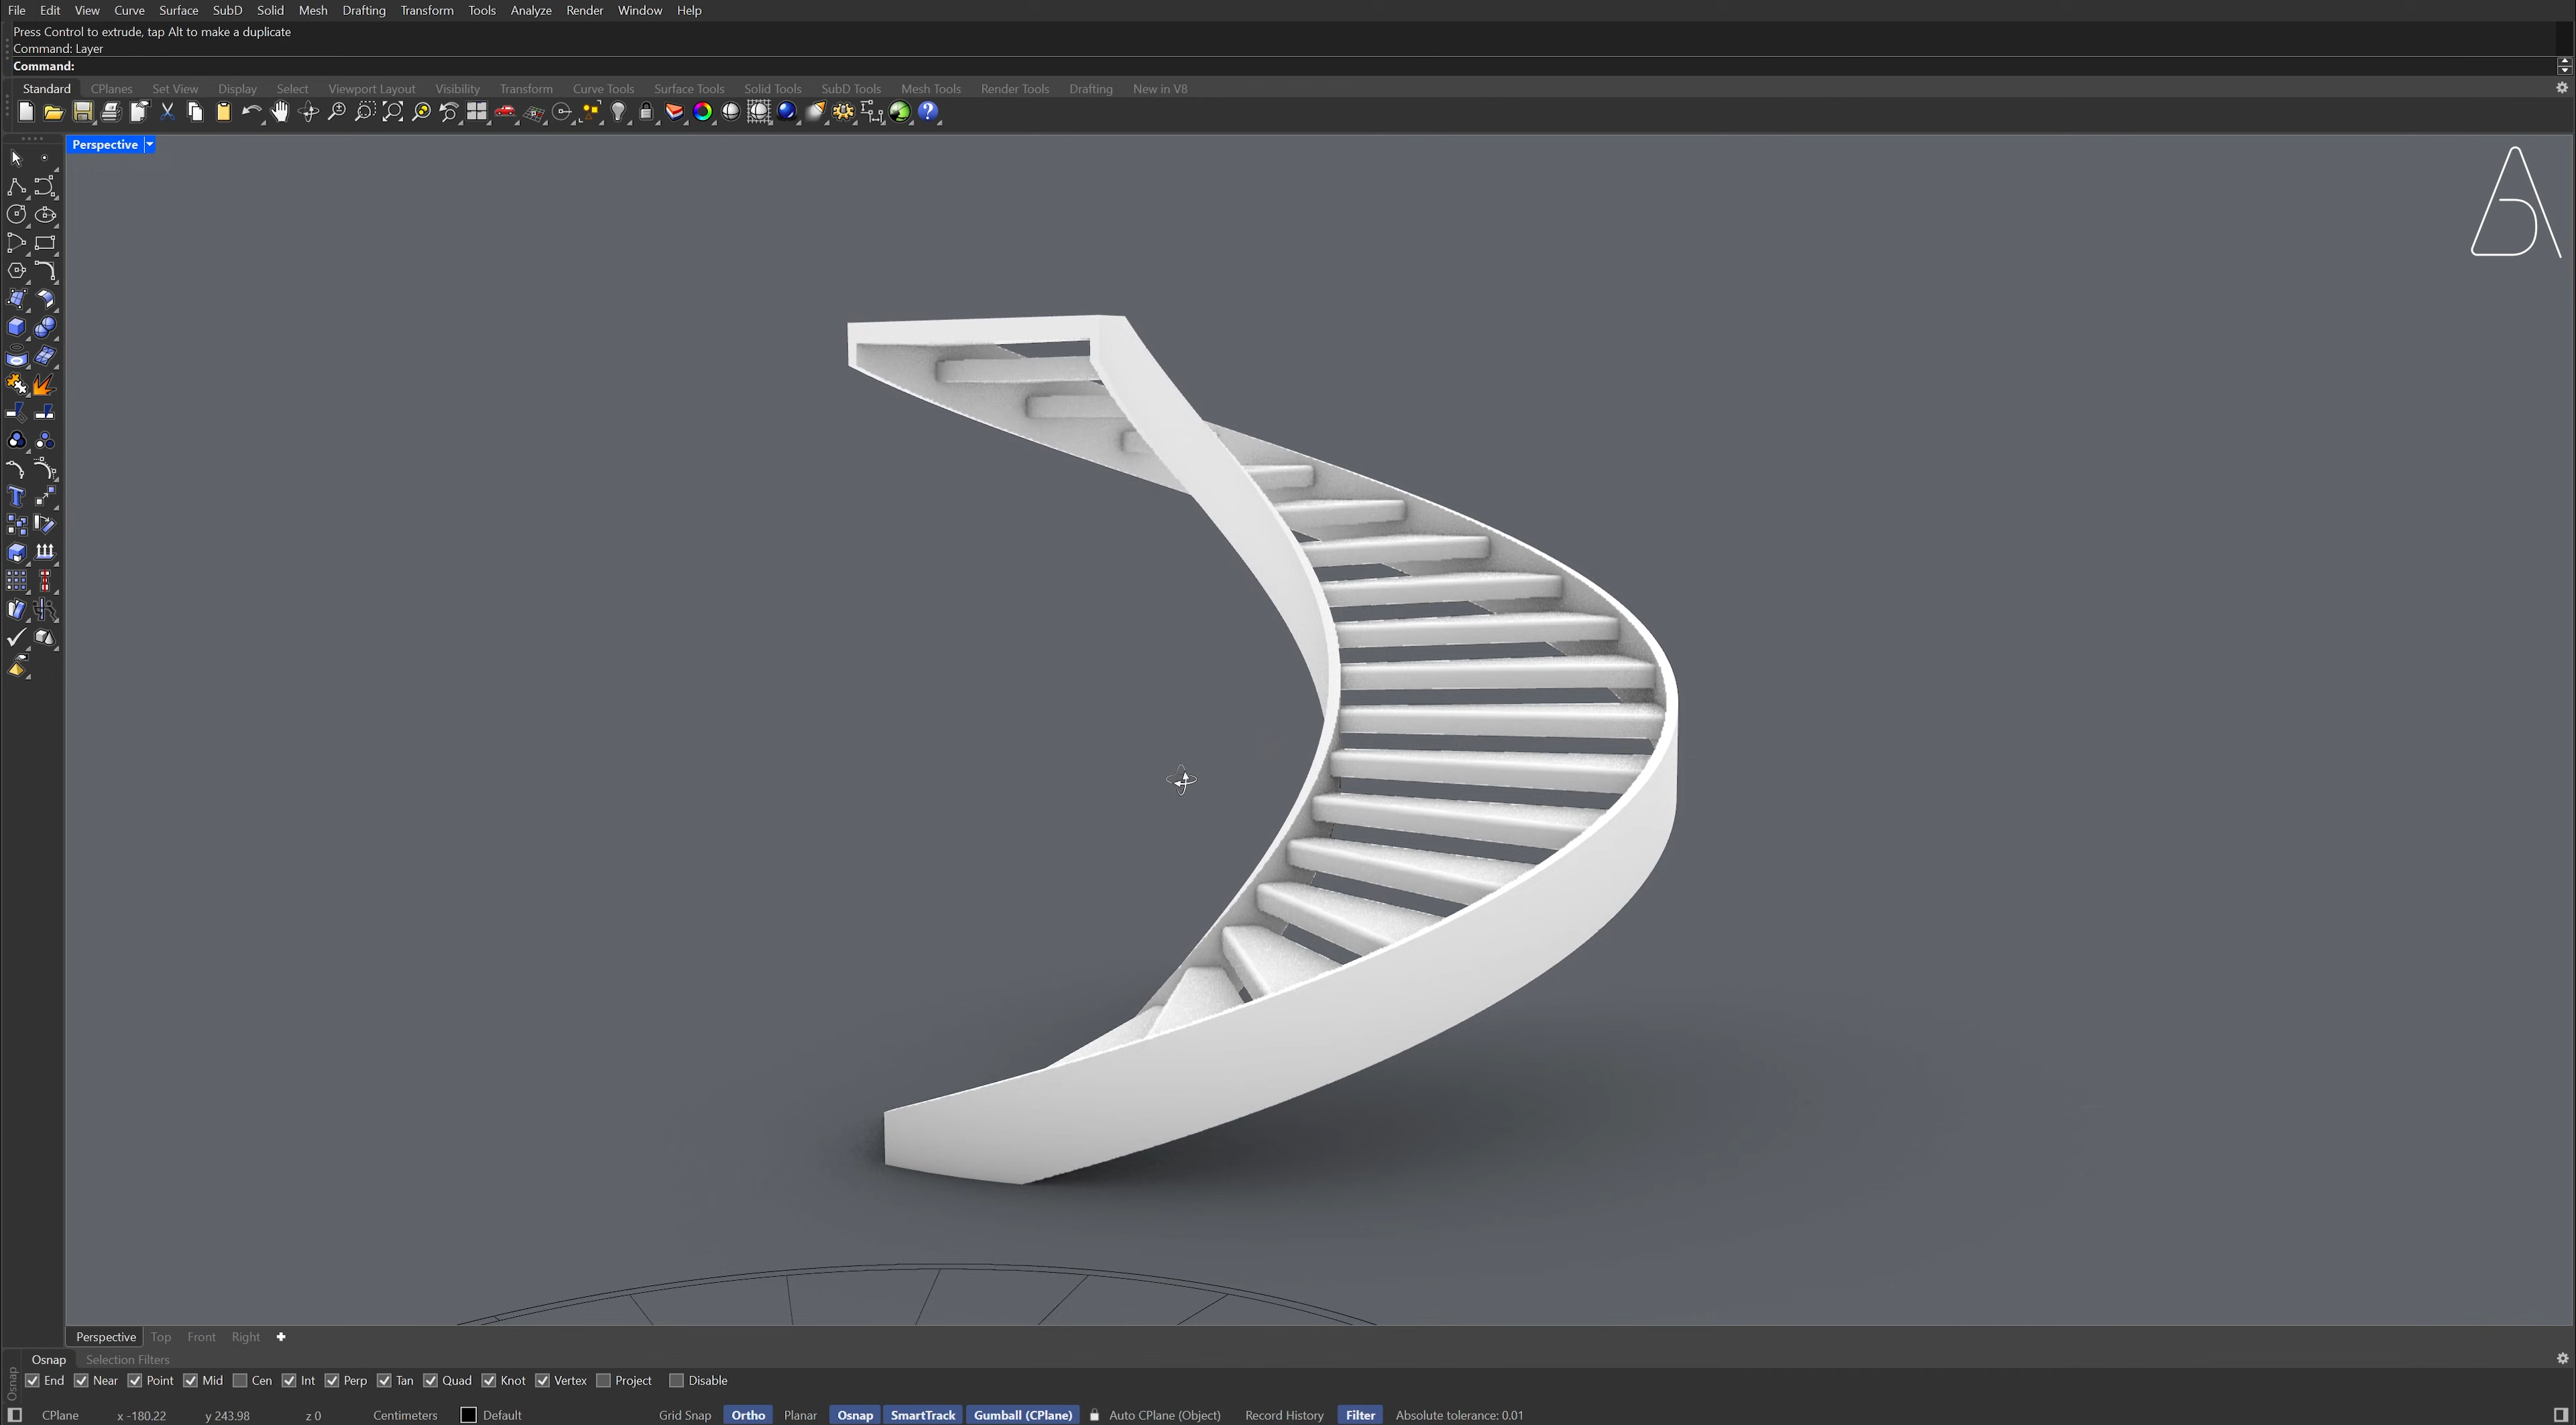 File Edit View Curve Surface SubD Solid Mesh Drafting Transform Tools Analyze Render Window Help
Press Control to extrude, tap Alt to make a duplicate
Command: Layer
Command:
Standard CPlanes Set View Display Select Viewport Layout Visibility Transform Curve Tools Surface Tools Solid Tools SubD Tools Mesh Tools Render Tools Drafting New in V8
Perspective
Perspective Top Front Right
Osnap Selection Filters
Osnap
End Near Point Mid Cen Int Perp Tan Quad Knot Vertex Project Disable
CPlane x -180.22 y 243.98 z 0 Centimeters Default Grid Snap Ortho Planar Osnap SmartTrack Gumball (CPlane) Auto CPlane (Object) Record History Filter Absolute tolerance: 0.01